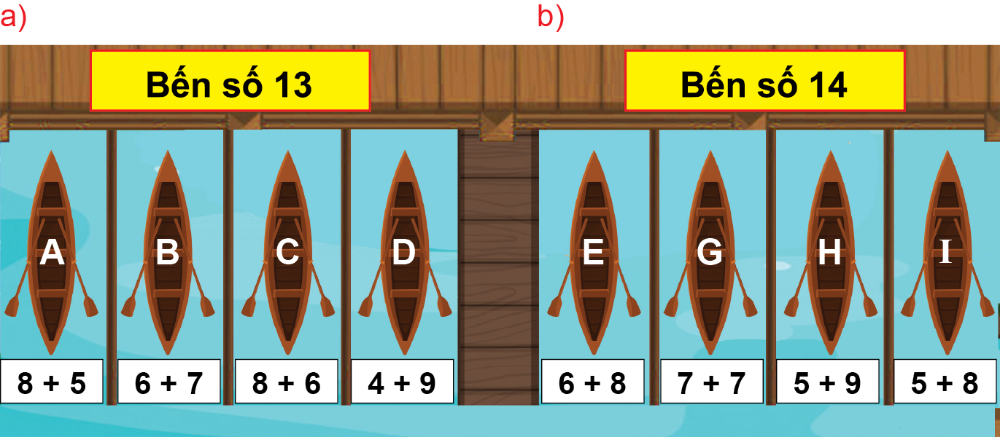 a)
b)
Bến số 13
Bến số 14
A
B
C
D
E
G
H
I
8 + 5
6 + 7
8 + 6
4 + 9
6 + 8
7 + 7
5 + 9
5 + 8